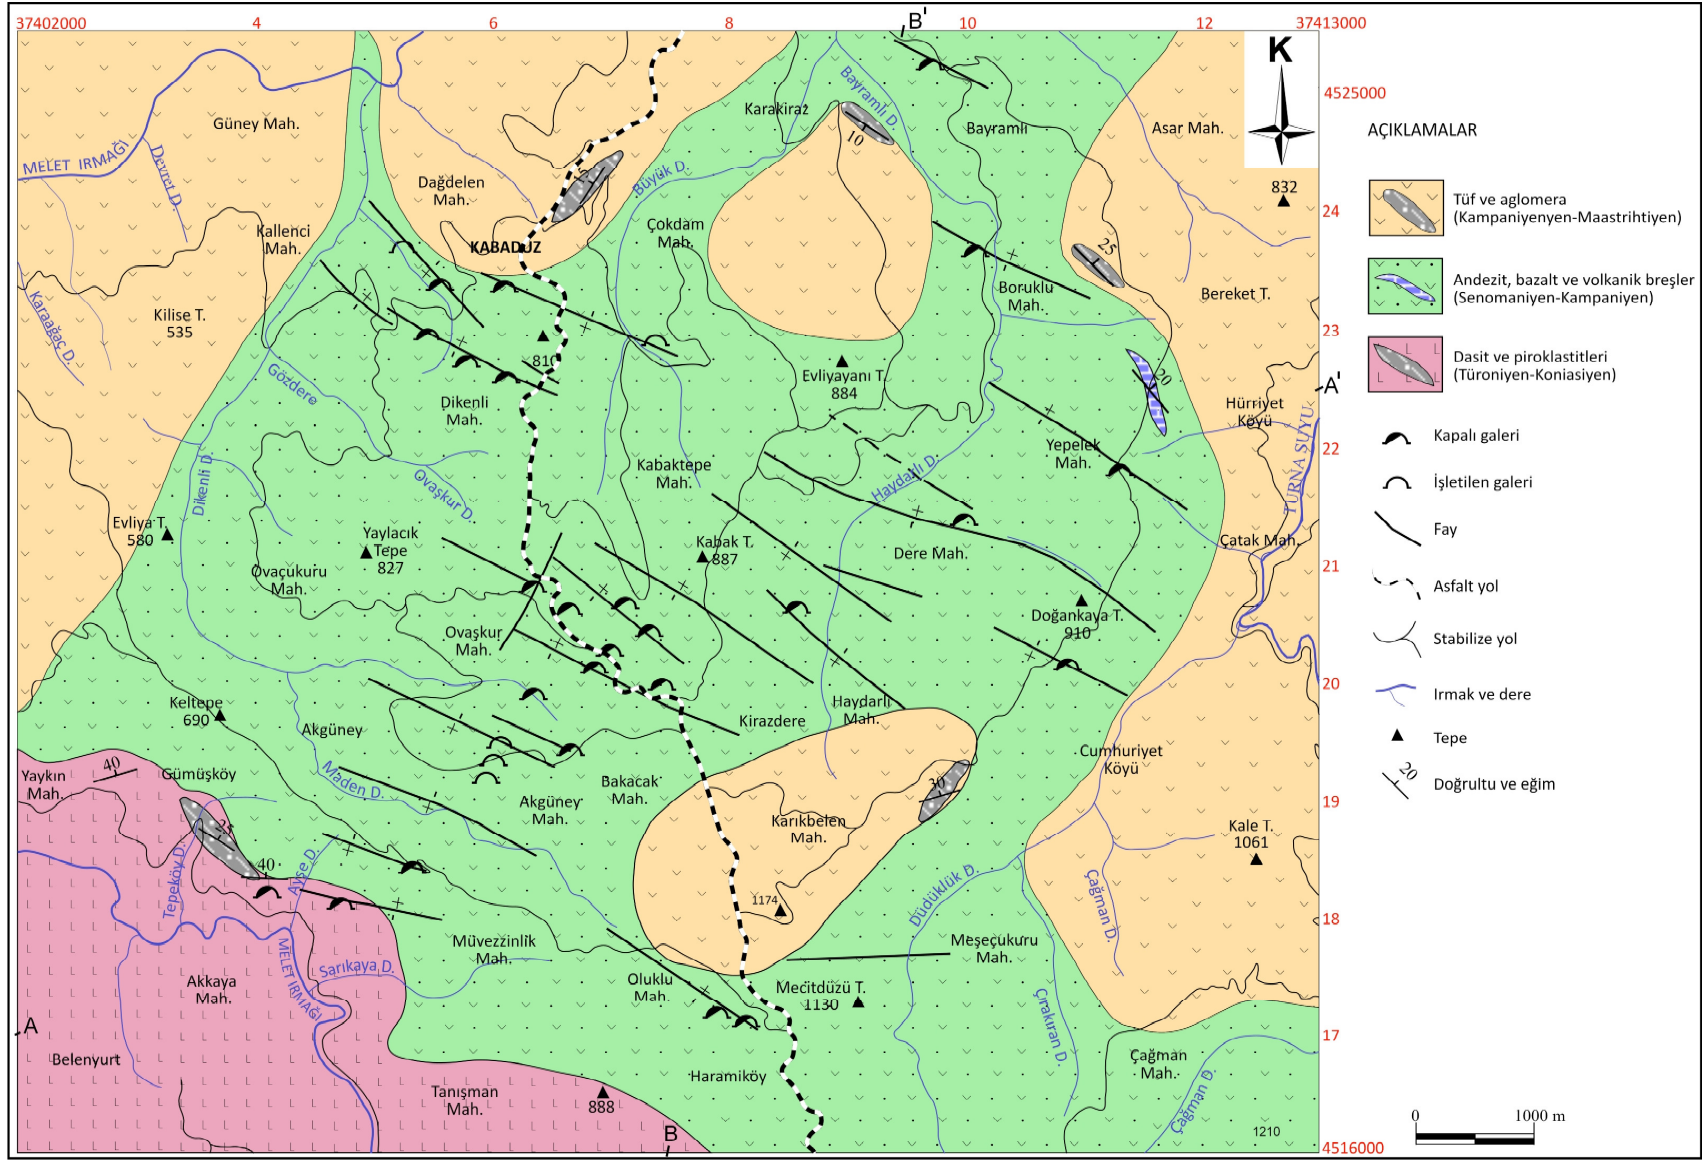 37402000
4
6
8
B'
10
12
37413000
K
4525000
Güney Mah.
MELET IRMAĞI
Devret D.
Dağdelen
Mah.
15
Büyük D.
Karakiraz
Bayramlı D.
10
Bayramlı
Asar Mah.
832
24
Kallenci
Mah.
KABADÜZ
Çokdam
Mah.
25
Boruklu
Mah.
Bereket T.
Karaağaç D.
Kilise T.
535
23
810
Evliyayanı T.
884
20
A'
Gözdere
Dikenli
Mah.
Hürriyet
Köyü
Yepelek
Mah.
22
Kabaktepe
Mah.
Haydarlı D.
TURNA SUYU
Dikenli D.
Ovaşkur D.
Evliya T.
580
Yaylacık
Tepe
827
Kabak T.
887
Dere Mah.
Çatak Mah.
21
Ovaçukuru
Mah.
Doğankaya T.
910
Ovaşkur
Mah.
20
Keltepe
690
Akgüney
Kirazdere
Haydarlı
Mah.
Cumhuriyet
Köyü
Yaykın
Mah.
40
Gümüşköy
Maden D.
Bakacak
Mah.
Akgüney
Mah.
30
19
Karıkbelen
Mah.
Kale T.
1061
25
40
Tepeköy D.
Ayşe D.
1174
Düdüklük D.
Çağman D.
18
Müvezzinlik
Mah.
Meşeçukuru
Mah.
MELET IRMAĞI
Sarıkaya D.
Akkaya
Mah.
Oluklu
Mah.
Mecitdüzü T.
1130
Çırakıran D.
A
17
Belenyurt
Haramiköy
Çağman
Mah.
Tanışman
Mah.
888
Çağman D.
B
1210
4516000
AÇIKLAMALAR
Tüf ve aglomera
(Kampaniyenyen-Maastrihtiyen)
Andezit, bazalt ve volkanik breşler
(Senomaniyen-Kampaniyen)
Dasit ve piroklastitleri
(Türoniyen-Koniasiyen)
Kapalı galeri
İşletilen galeri
Fay
Asfalt yol
Stabilize yol
Irmak ve dere
Tepe
20
Doğrultu ve eğim
0
1000 m